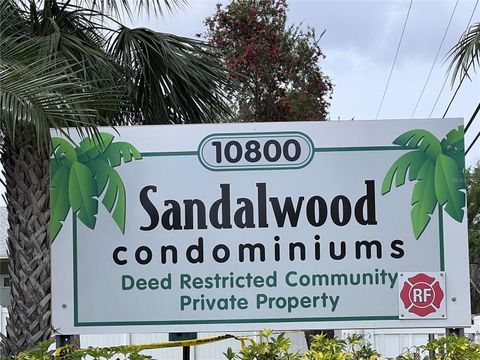 10800
SandalWood
condominiums
Deed Restricted Community
Private Property
RF